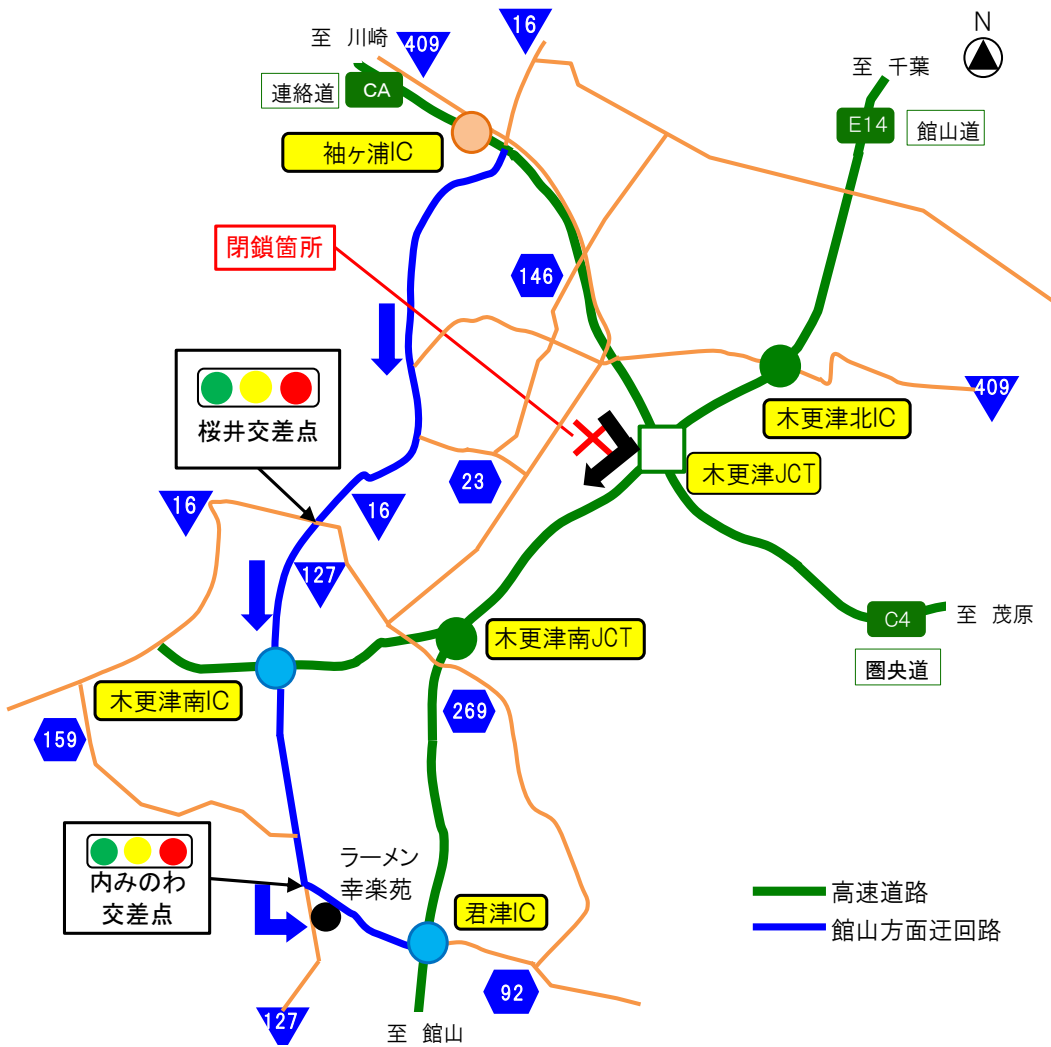 16
N
至 川崎
409
至 千葉
連絡道
CA
E14
館山道
袖ヶ浦IC
閉鎖箇所
146
409
木更津北IC
桜井交差点
23
木更津JCT
16
16
127
C4
至 茂原
木更津南JCT
圏央道
木更津南IC
269
159
ラーメン
幸楽苑
内みのわ
交差点
君津IC
高速道路
館山方面迂回路
92
127
至 館山